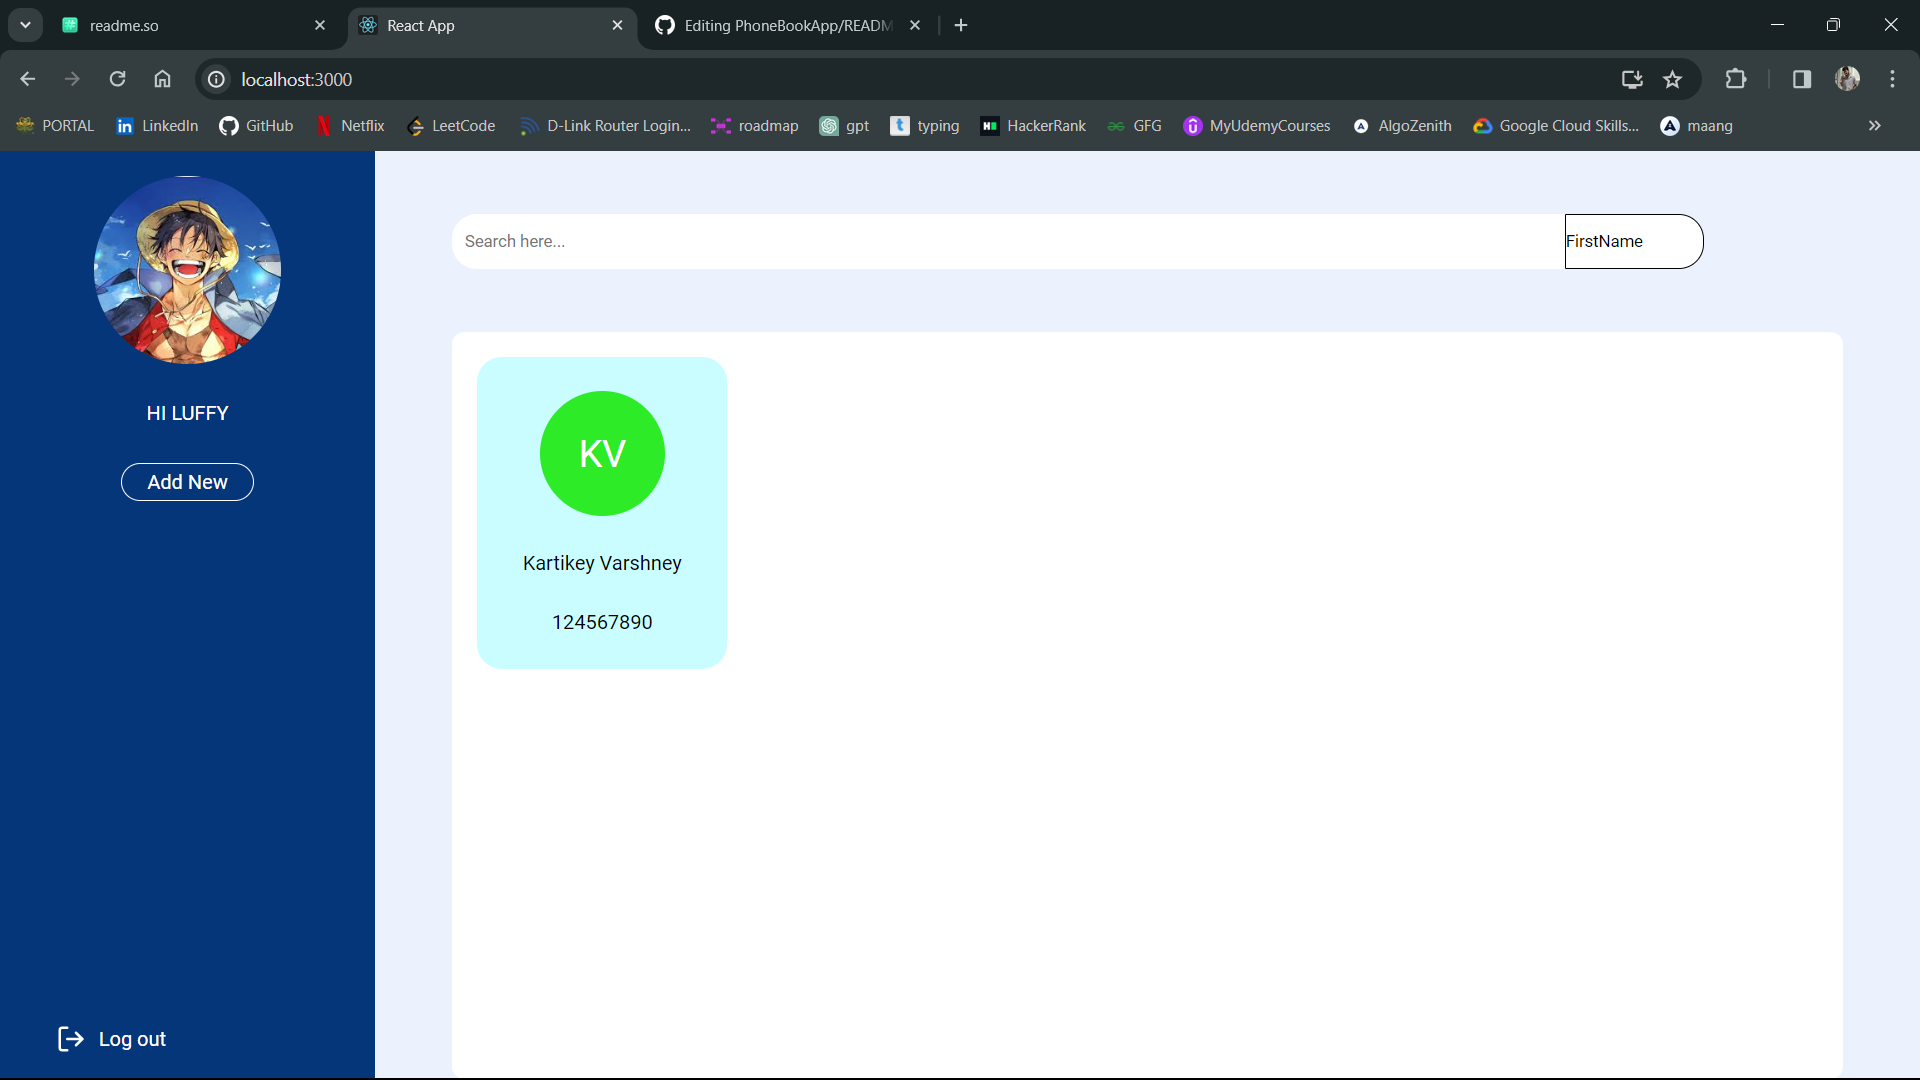 readme.so
React App
Editing PhoneBookApp/READM
localhost:3000
PORTAL
in LinkedIn
GitHub
Netflix
LeetCode
D-Link Router Login...
roadmap
gpt
t typing
HackerRank
GFG
MyUdemyCourses
AlgoZenith
Google Cloud Skills...
maang
HI LUFFY
Add New
Log out
Search here...
FirstName
KV
Kartikey Varshney
124567890